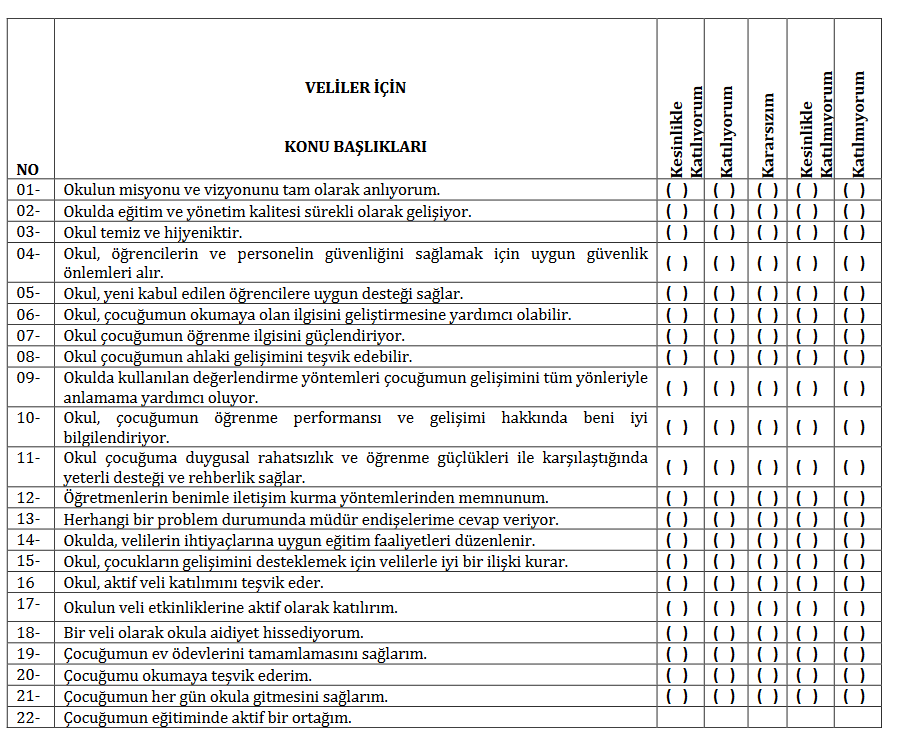 VELİLER İÇİN
KONU BAŞLIKLARI
NO
Kesinlikle
Katılıyorum
Katılıyorum
Kararsızım
Kesinlikle
Katılmıyorum
Katılmıyorum
01- Okulun misyonu ve vizyonunu tam olarak anlıyorum. ( ) ( ) ( ) ( ) ( )
02- Okulda eğitim ve yönetim kalitesi sürekli olarak gelişiyor. ( ) ( ) ( ) ( ) ( )
03- Okul temiz ve hijyeniktir. ( ) ( ) ( ) ( ) ( )
04- Okul, öğrencilerin ve personelin güvenliğini sağlamak için uygun güvenlik
önlemleri alır. ( ) ( ) ( ) ( ) ( )
05- Okul, yeni kabul edilen öğrencilere uygun desteği sağlar. ( ) ( ) ( ) ( ) ( )
06- Okul, çocuğumun okumaya olan ilgisini geliştirmesine yardımcı olabilir. ( ) ( ) ( ) ( ) ( )
07- Okul çocuğumun öğrenme ilgisini güçlendiriyor. ( ) ( ) ( ) ( ) ( )
08- Okul çocuğumun ahlaki gelişimini teşvik edebilir. ( ) ( ) ( ) ( ) ( )
09- Okulda kullanılan değerlendirme yöntemleri çocuğumun gelişimini tüm yönleriyle
anlamama yardımcı oluyor. ( ) ( ) ( ) ( ) ( )
10- Okul, çocuğumun öğrenme performansı ve gelişimi hakkında beni iyi
bilgilendiriyor. ( ) ( ) ( ) ( ) ( )
11- Okul çocuğuma duygusal rahatsızlık ve öğrenme güçlükleri ile karşılaştığında
yeterli desteği ve rehberlik sağlar. ( ) ( ) ( ) ( ) ( )
12- Öğretmenlerin benimle iletişim kurma yöntemlerinden memnunum. ( ) ( ) ( ) ( ) ( )
13- Herhangi bir problem durumunda müdür endişelerime cevap veriyor. ( ) ( ) ( ) ( ) ( )
14- Okulda, velilerin ihtiyaçlarına uygun eğitim faaliyetleri düzenlenir. ( ) ( ) ( ) ( ) ( )
15- Okul, çocukların gelişimini desteklemek için velilerle iyi bir ilişki kurar. ( ) ( ) ( ) ( ) ( )
16 Okul, aktif veli katılımını teşvik eder. ( ) ( ) ( ) ( ) ( )
17- Okulun veli etkinliklerine aktif olarak katılırım. ( ) ( ) ( ) ( ) ( )
18- Bir veli olarak okula aidiyet hissediyorum. ( ) ( ) ( ) ( ) ( )
19- Çocuğumun ev ödevlerini tamamlamasını sağlarım. ( ) ( ) ( ) ( ) ( )
20- Çocuğumu okumaya teşvik ederim. ( ) ( ) ( ) ( ) ( )
21- Çocuğumun her gün okula gitmesini sağlarım. ( ) ( ) ( ) ( ) ( )
22- Çocuğumun eğitiminde aktif bir ortağım.